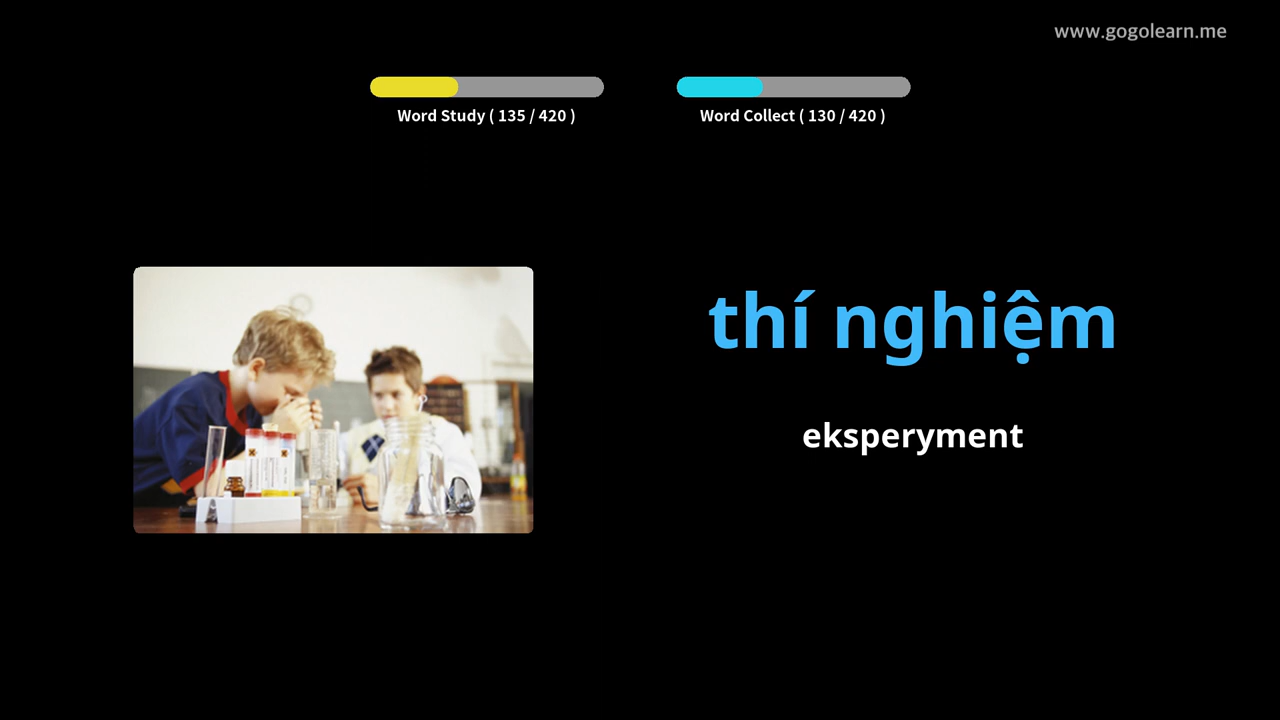 www.gogolearn.me
Word Study ( 135 / 420 )
Word Collect ( 130 / 420 )
thí nghiệm
eksperyment